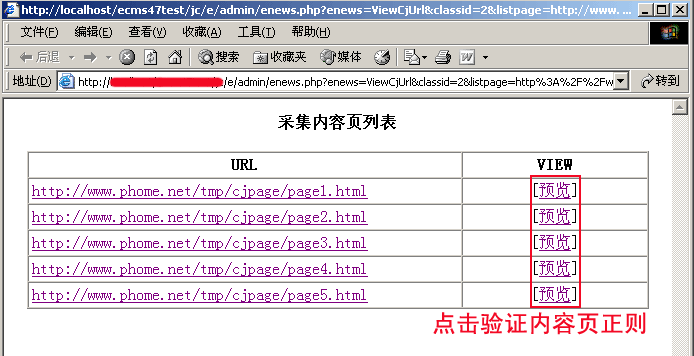 http://localhost/ecms47test/jc/e/admin/enews.php?enews=ViewCjUrl&classid=2&listpage=http://www.
文件(F) 编辑(E) 查看(V) 收藏(A) 工具(T) 帮助(H)
后退 搜索 收藏夹 媒体
地址(D) http://jc/e/admin/enews.php?enews=ViewCjUrl&classid=2&listpage=http%3A%2F%2Fw 转到
采集内容页列表
URL VIEW
http://www.phome.net/tmp/cjpage/page1.html [预览]
http://www.phome.net/tmp/cjpage/page2.html [预览]
http://www.phome.net/tmp/cjpage/page3.html [预览]
http://www.phome.net/tmp/cjpage/page4.html [预览]
http://www.phome.net/tmp/cjpage/page5.html [预览]
点击验证内容页正则